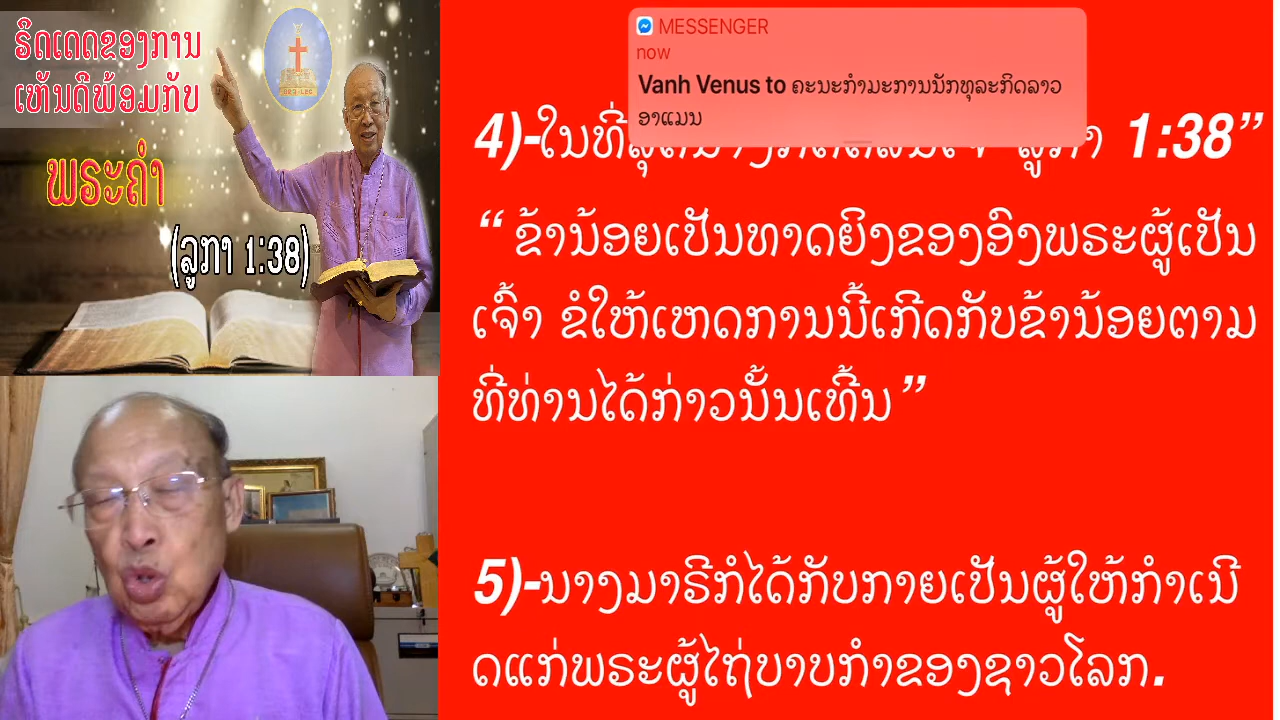 ຣິດເດດຂອງການ
ເຫັນດີພ້ອມກັບ
ພຣະຄໍາ
(ລູກາ 1:38)
MESSENGER
now
Vanh Venus to ຄະນະກໍາມະການນັກທຸລະກິດລາວ
ອາແມນ
4)-ໃນທີ່ ລູກາ 1:38”
“ ຂ້ານ້ອຍເປັນທາດຍິງຂອງອົງພຣະຜູ້ເປັນ
ເຈົ້າ ຂໍໃຫ້ເຫດການນີ້ເກີດກັບຂ້ານ້ອຍຕາມ
ທີ່ທ່ານໄດ້ກ່າວນັ້ນເທີ້ນ”
5)-ນາງມາຣີກໍໄດ້ກັບກາຍເປັນຜູ້ໃຫ້ກໍາເນີ
ດແກ່ພຣະຜູ້ໄຖ່ບາບກໍາຂອງຊາວໂລກ.